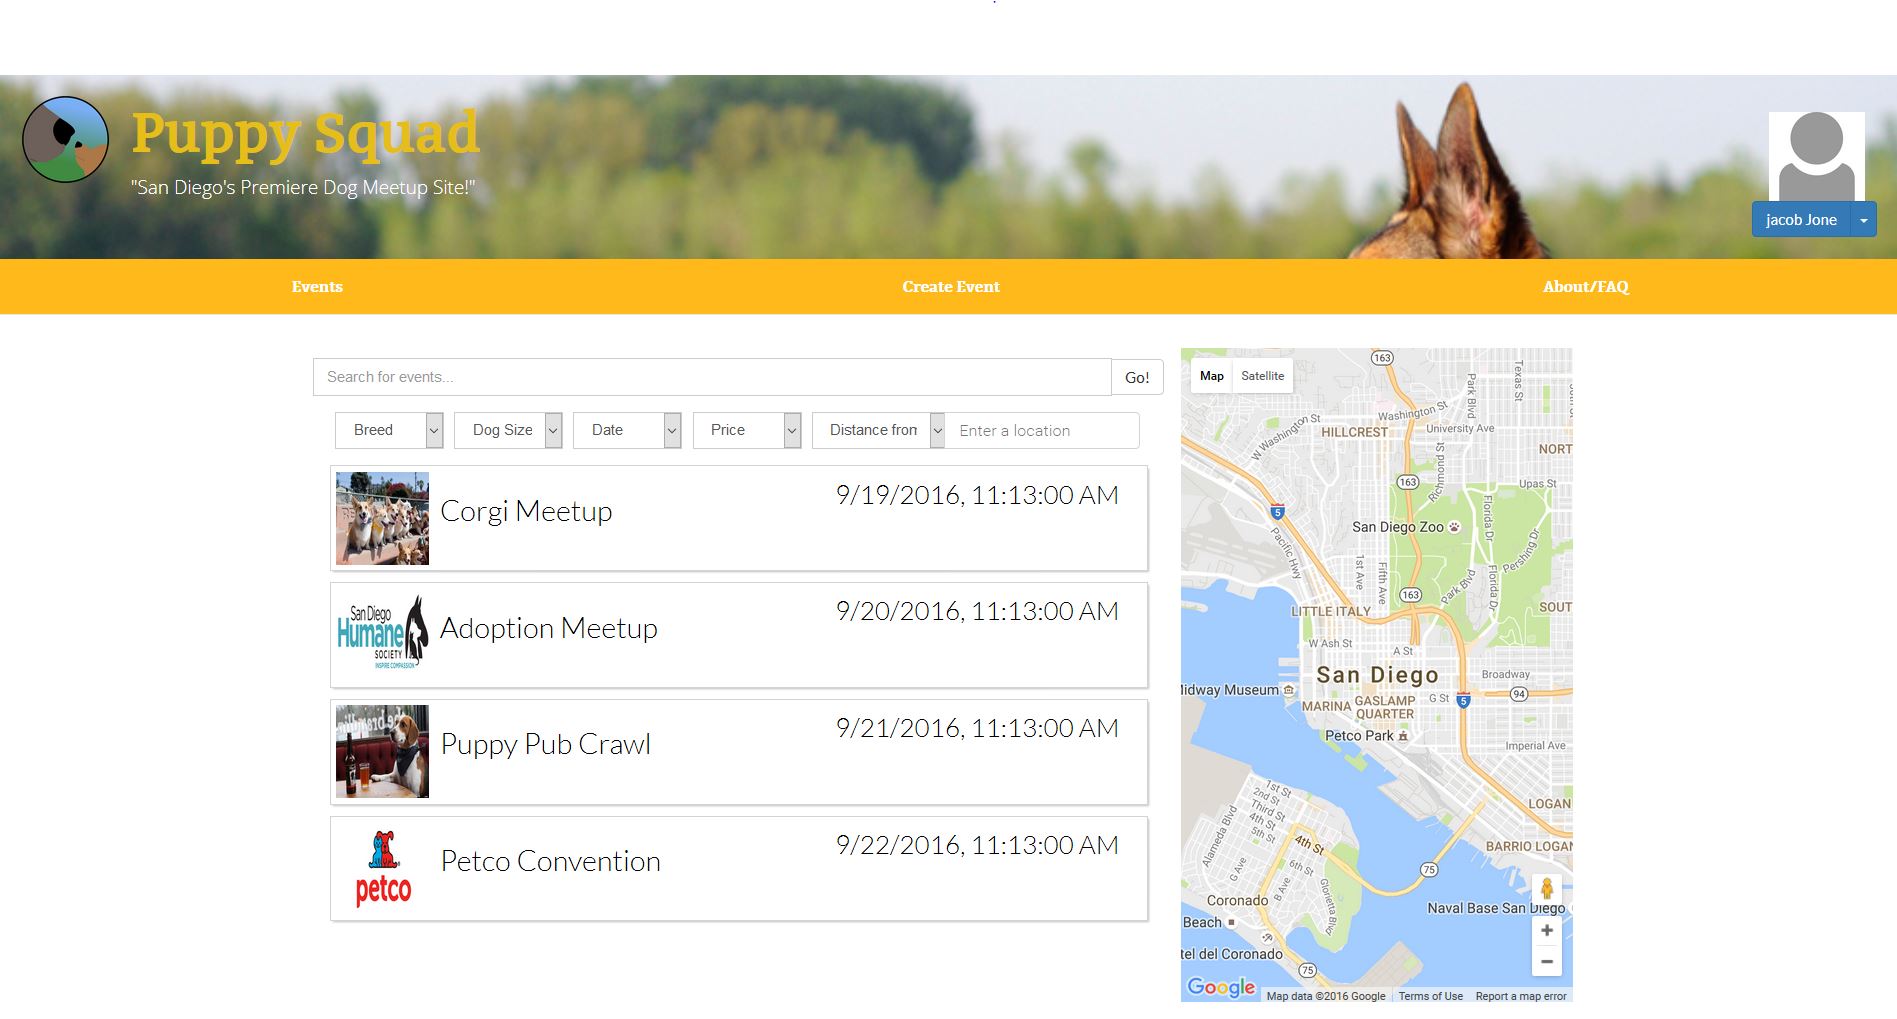 Puppy Squad
"San Diego's Premiere Dog Meetup Site!"
jacob Jone
Events
Create Event
About/FAQ
Search for events...
Go!
Breed
Dog Size
Date
Price
Distance from
Enter a location
Corgi Meetup
9/19/2016, 11:13:00 AM
San Diego
Humane
SOCIETY
INSPIRE COMPASSION
Adoption Meetup
9/20/2016, 11:13:00 AM
Puppy Pub Crawl
9/21/2016, 11:13:00 AM
petco
Petco Convention
9/22/2016, 11:13:00 AM
Map
Satellite
163
Texas St
Park Blvd
Washington St
W Washington St
HILLCREST
University Ave
NORT
Richmond St
163
Upas St
5
Florida Dr
San Diego Zoo
Pershing Dr
Pacific Hwy
1st Ave
Fifth Ave
Florida Dr
Park Blvd
163
LITTLE ITALY
SOUT
W Ash St
A St
San Diego
Broadway
Midway Museum
G St
5
94
MARINA
GASLAMP
QUARTER
Petco Park
Imperial Ave
1st St
2nd St
Third St
4th St
5th St
LOGAN
Alameda Blvd
4th St
BARRIO LOGAN
G Ave
6th St
75
B Ave
Glorietta Blvd
Coronado
Naval Base San Diego
Beach
tel del Coronado
75
Google
Map data ©2016 Google
Terms of Use
Report a map error